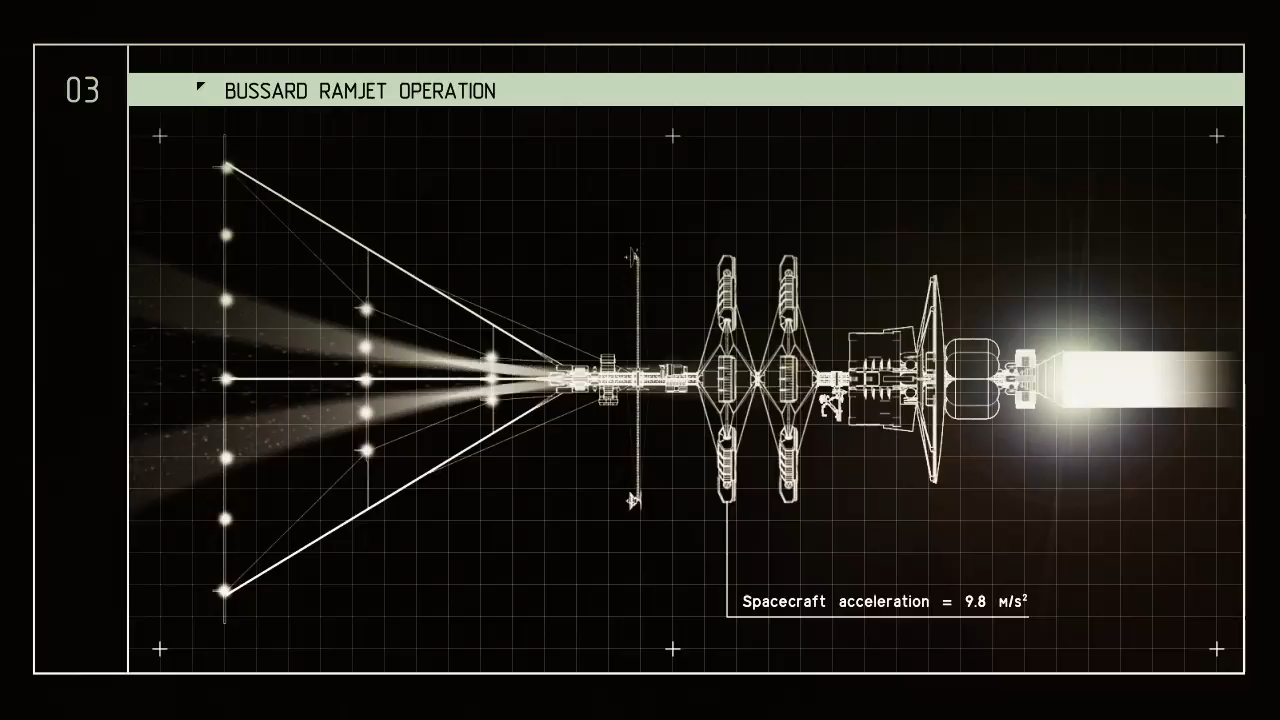 03
BUSSARD RAMJET OPERATION
Spacecraft acceleration = 9.8 м/s²